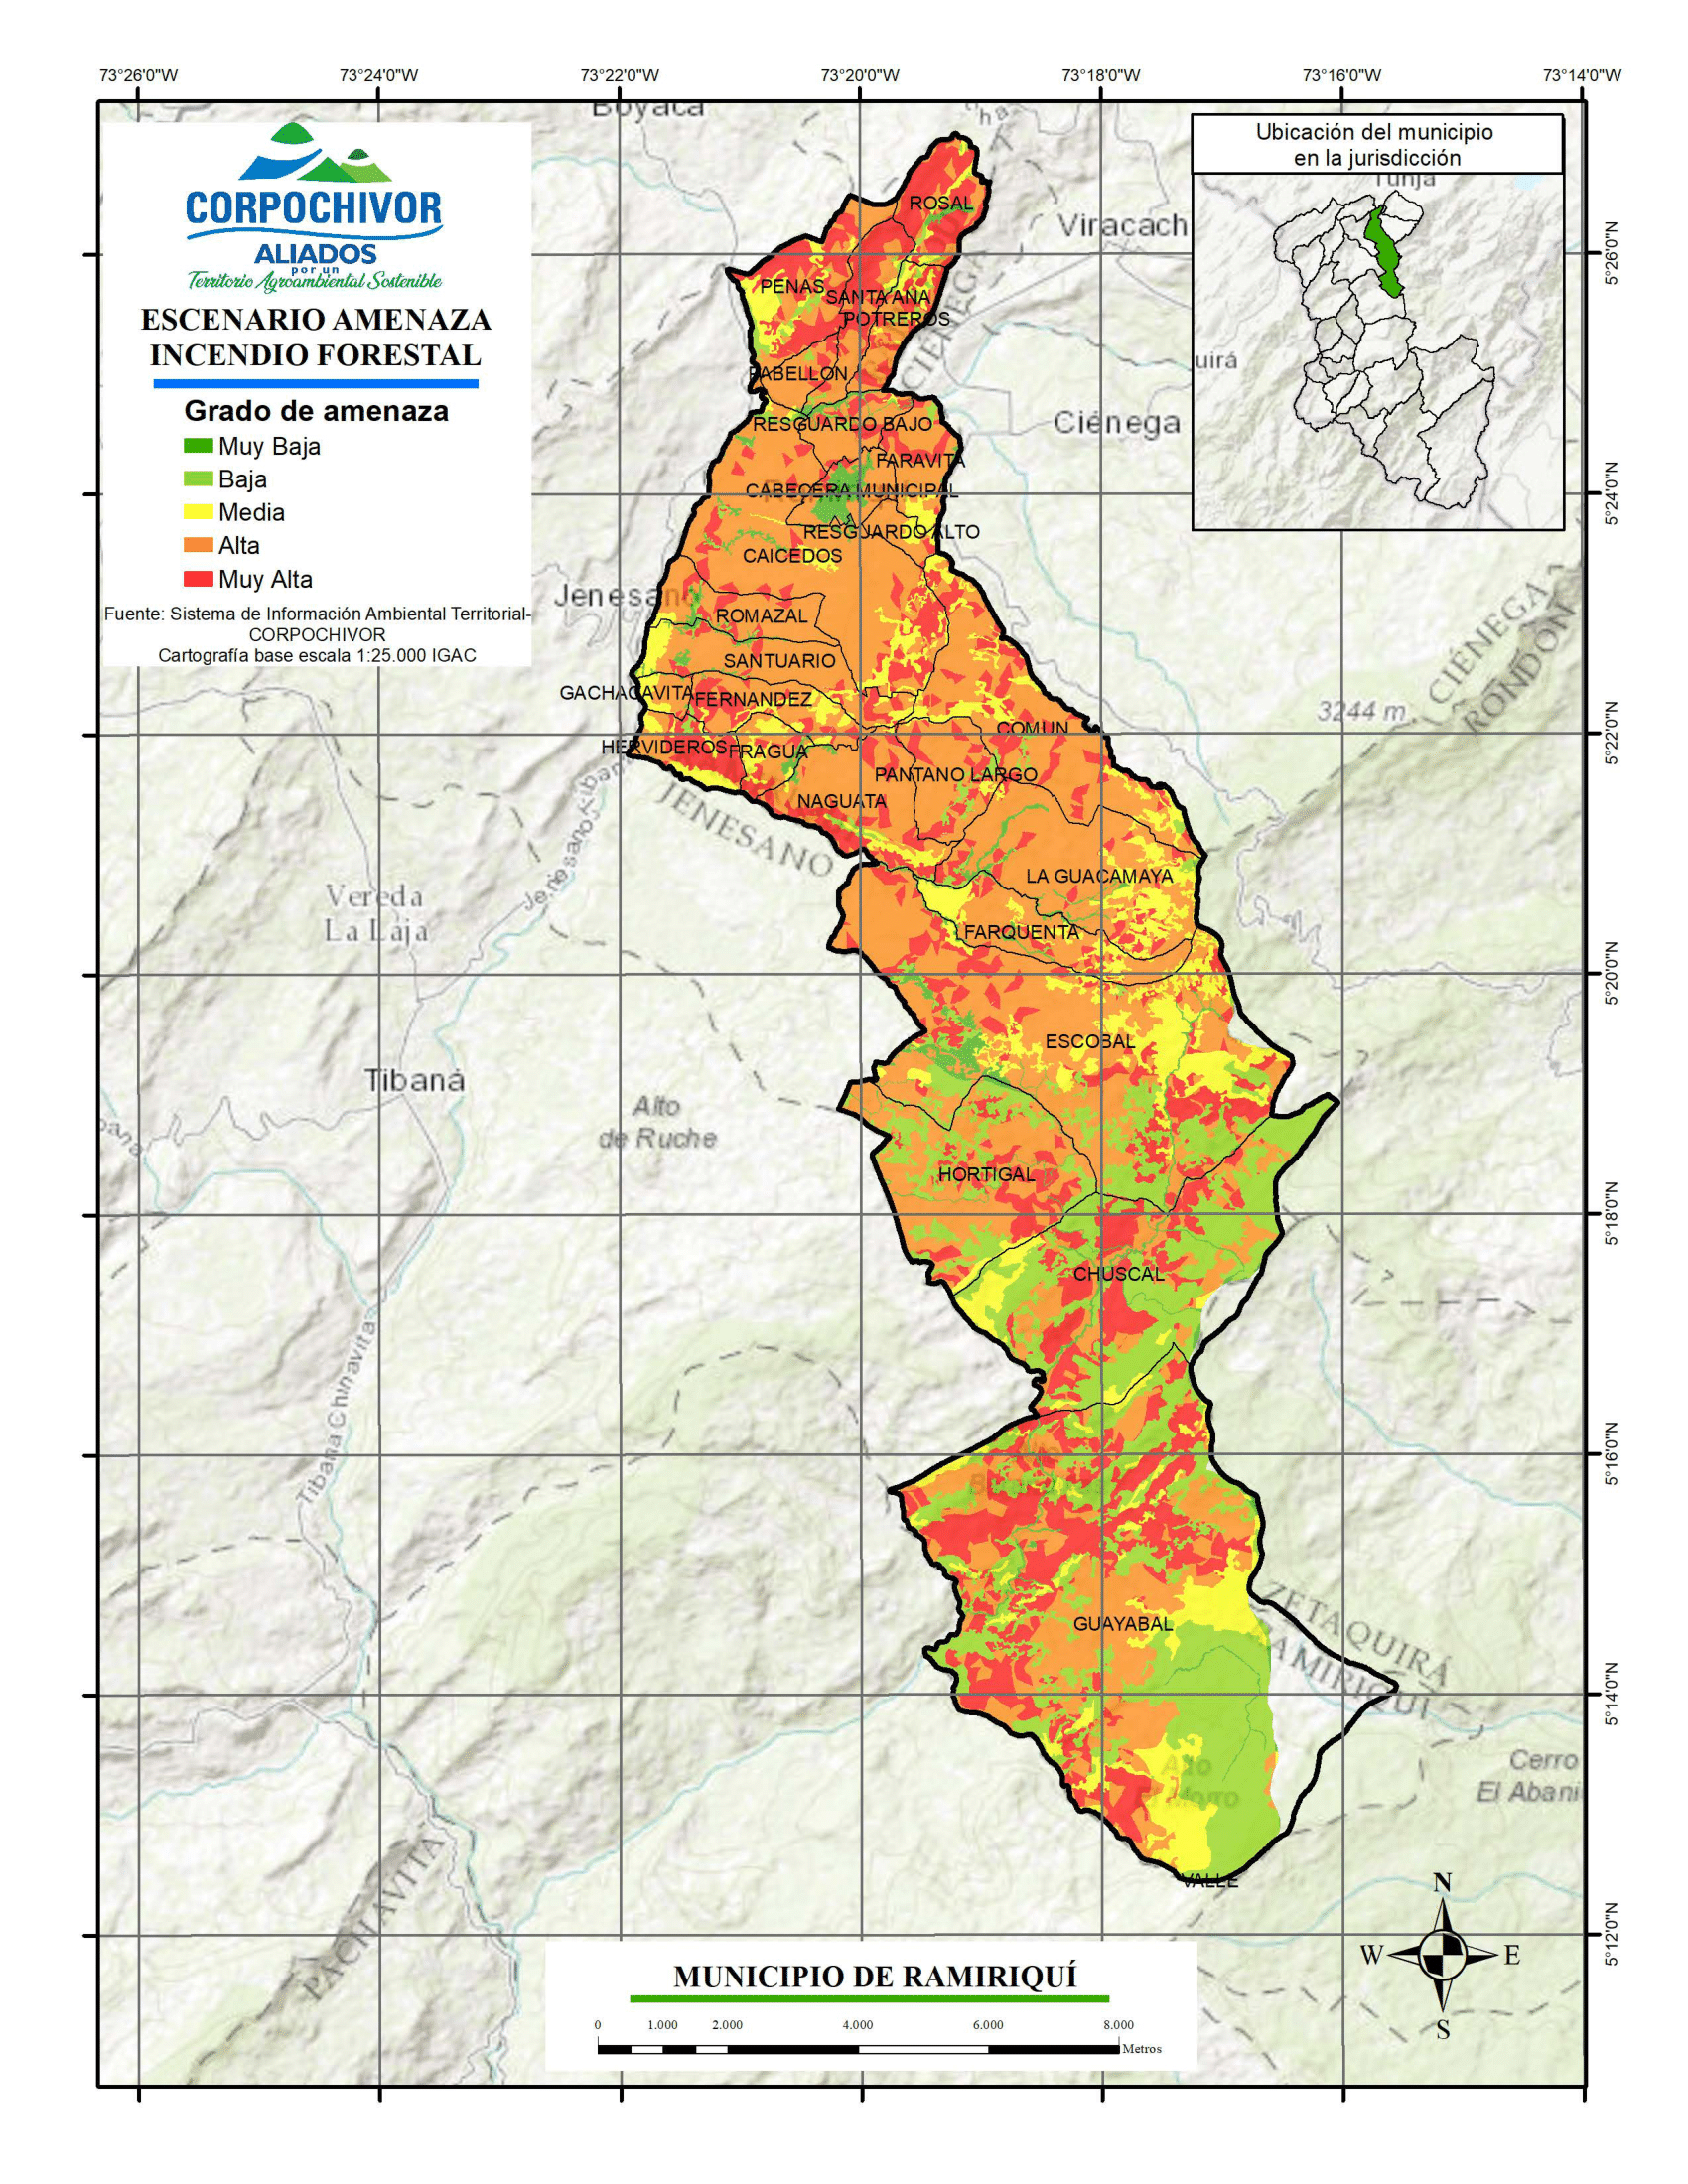 73°26'0"W 73°24'0"W 73°22'0"W 73°20'0"W 73°18'0"W 73°16'0"W 73°14'0"W
Boyacá
CORPOCHIVOR
ALIADOS
por un
Territorio Agroambiental Sostenible
ESCENARIO AMENAZA
INCENDIO FORESTAL
Grado de amenaza
Muy Baja
Baja
Media
Alta
Muy Alta
Fuente: Sistema de Información Ambiental Territorial-
CORPOCHIVOR
Cartografía base escala 1:25.000 IGAC
Ubicación del municipio
en la jurisdicción
Tunja
uirá
Viracach
Ciénega
CIÉNEGA
ROSAL
PENAS
SANTA ANA
POTREROS
PABELLON
RESGUARDO BAJO
FARAVITA
CABECERA MUNICIPAL
RESGUARDO ALTO
CAICEDOS
Jenesano
ROMAZAL
SANTUARIO
GACHACAVITA
FERNANDEZ
COMUN
HERVIDEROS
FRAGUA
PANTANO LARGO
NAGUATA
JENESANO
LA GUACAMAYA
FARQUENTA
ESCOBAL
HORTIGAL
CHUSCAL
GUAYABAL
VALLE
CIÉNEGA
RONDÓN
3244 m.
Vereda
La Laja
Tibaná
Alto
de Ruche
Tibaná Chinavita
PACHAVITA
Alto
El Morro
ZETAQUIRÁ
RAMIRIQUÍ
Cerro
El Abani
5°26'0"N
5°24'0"N
5°22'0"N
5°20'0"N
5°18'0"N
5°16'0"N
5°14'0"N
5°12'0"N
N
W E
S
MUNICIPIO DE RAMIRIQUÍ
0 1.000 2.000 4.000 6.000 8.000
Metros